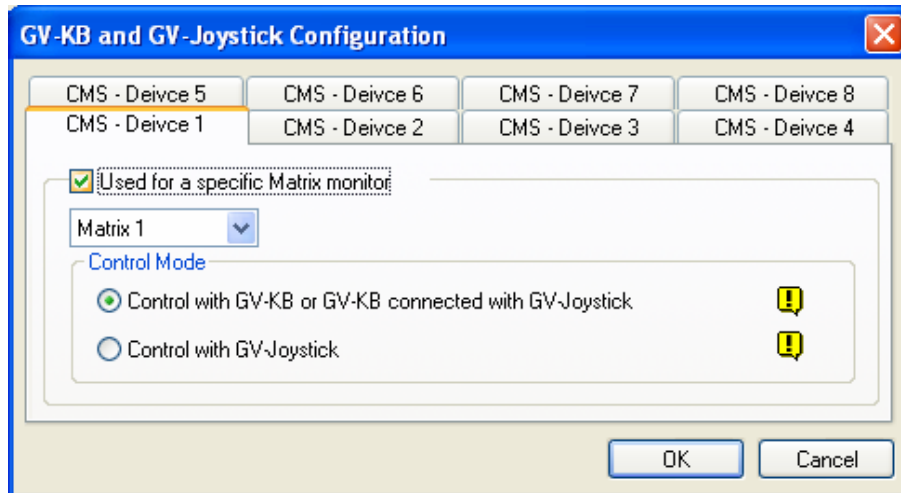 GV-KB and GV-Joystick Configuration
CMS - Deivce 5 CMS - Deivce 6 CMS - Deivce 7 CMS - Deivce 8
CMS - Deivce 1 CMS - Deivce 2 CMS - Deivce 3 CMS - Deivce 4
Used for a specific Matrix monitor
Matrix 1
Control Mode
Control with GV-KB or GV-KB connected with GV-Joystick
Control with GV-Joystick
OK Cancel